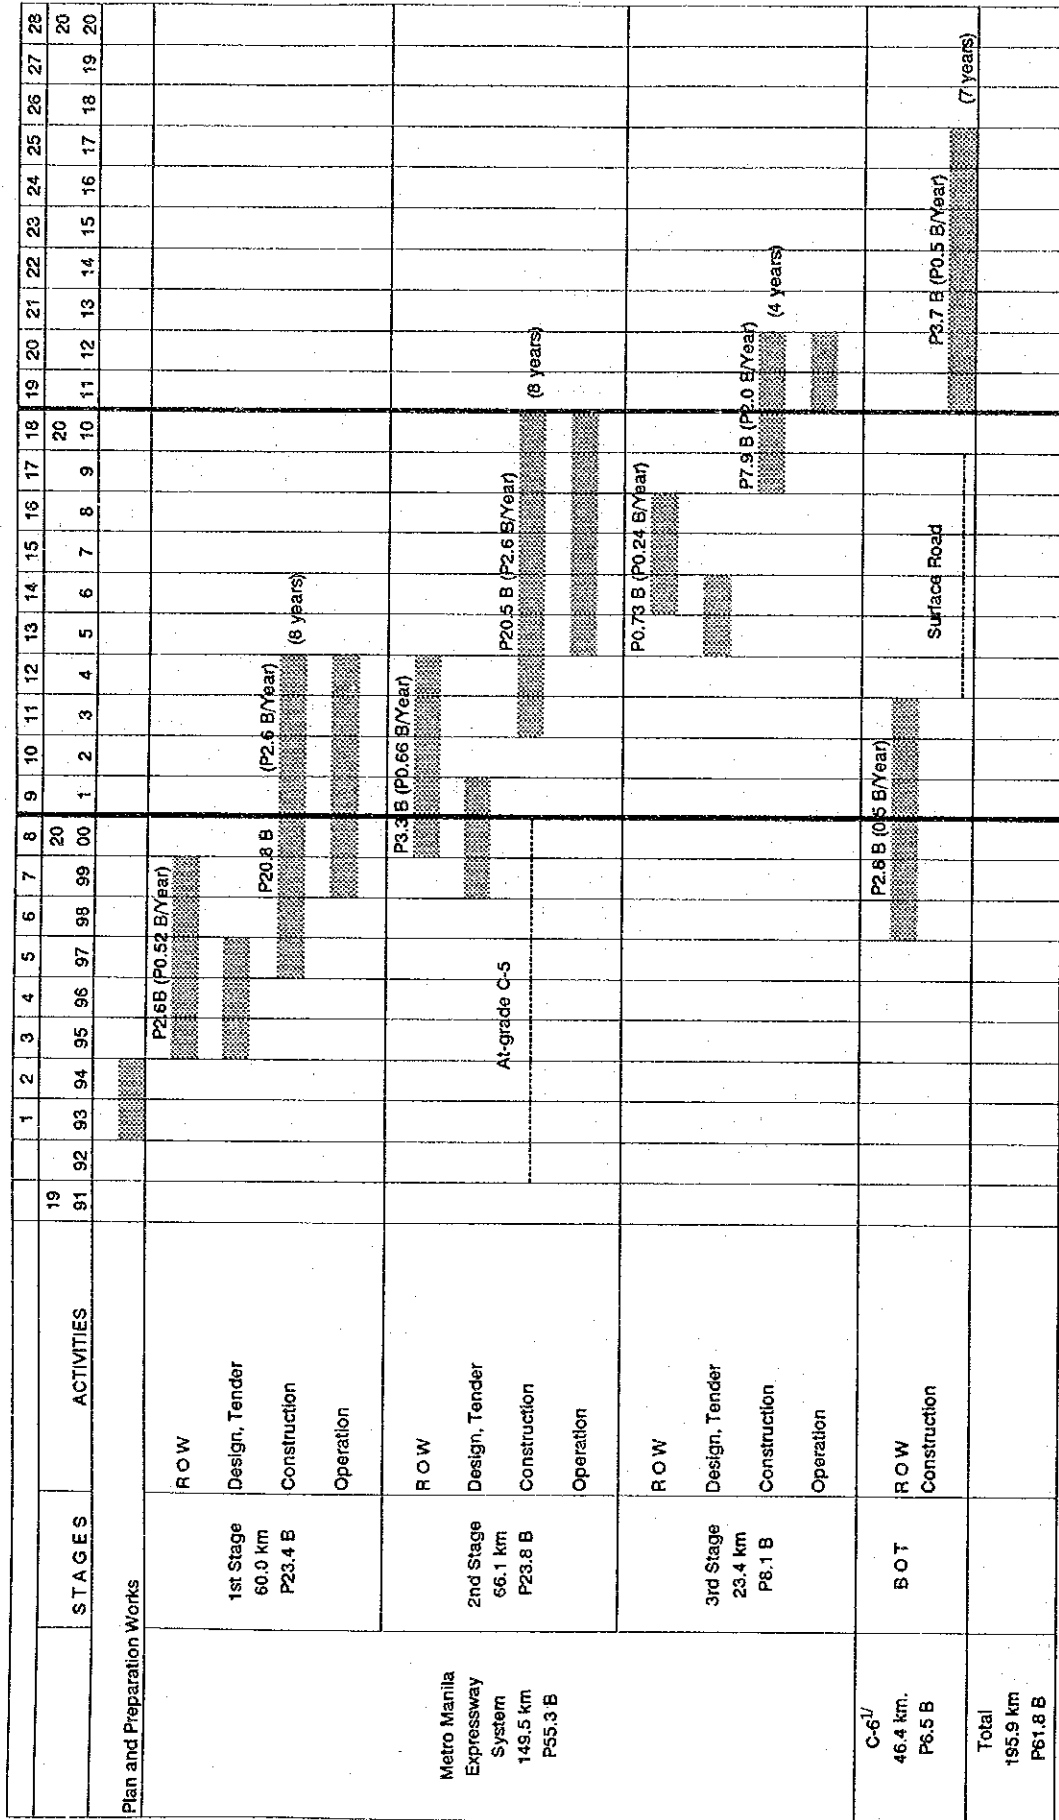 1 2 3 4 5 6 7 8 9 10 11 12 13 14 15 16 17 18 19 20 21 22 23 24 25 26 27 28
19 20 20 20
STAGES ACTIVITIES 91 92 93 94 95 96 97 98 99 00 1 2 3 4 5 6 7 8 9 10 11 12 13 14 15 16 17 18 19 20
Plan and Preparation Works
Metro Manila
Expressway
System
149.5 km
P55.3 B
1st Stage
60.0 km
P23.4 B
ROW
P2.6B (P0.52 B/Year)
Design, Tender
Construction
P20.8 B (P2.6 B/Year)
(8 years)
Operation
2nd Stage
66.1 km
P23.8 B
ROW
P3.3 B (P0.66 B/Year)
Design, Tender
Construction
At-grade C-5
P20.5 B (P2.6 B/Year)
(8 years)
Operation
3rd Stage
23.4 km
P8.1 B
ROW
P0.73 B (P0.24 B/Year)
Design, Tender
Construction
P7.9 B (P2.0 B/Year)
(4 years)
Operation
C-6 1/
46.4 km.
P6.5 B
BOT
ROW
P2.8 B (0.5 B/Year)
Construction
Surface Road
P3.7 B (P0.5 B/Year)
(7 years)
Total
195.9 km
P61.8 B